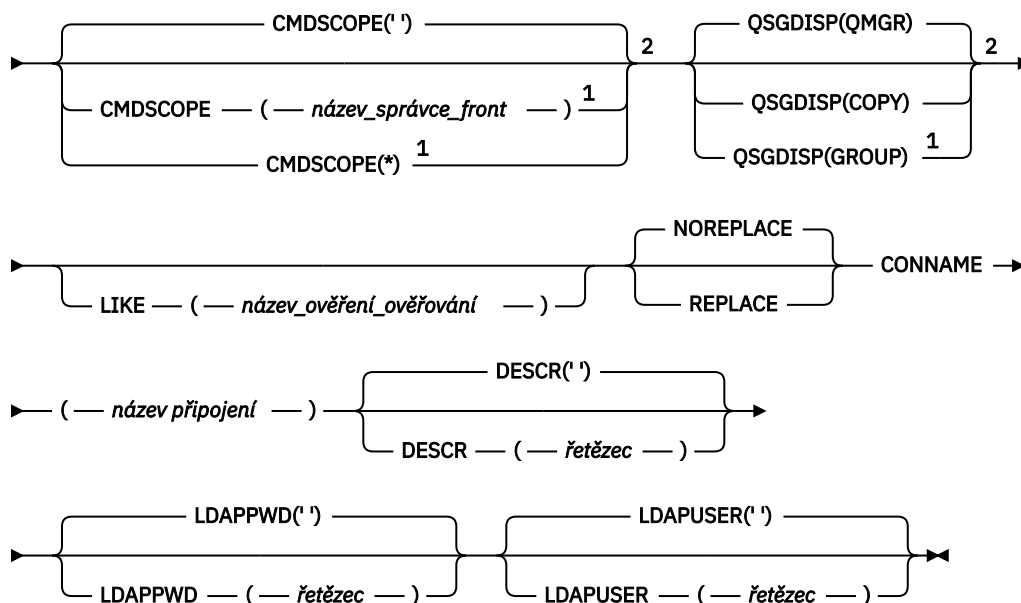 CMDSCOPE(' ') QSGDISP(QMGR)
2 2
CMDSCOPE ( název_správce_front ) 1 QSGDISP(COPY)
CMDSCOPE(*) 1 QSGDISP(GROUP) 1
NOREPLACE
CONNAME
LIKE ( název_ověření_ověřování ) REPLACE
DESCR(' ')
( název připojení )
DESCR ( řetězec )
LDAPPWD(' ') LDAPUSER(' ')
LDAPPWD ( řetězec ) LDAPUSER ( řetězec )